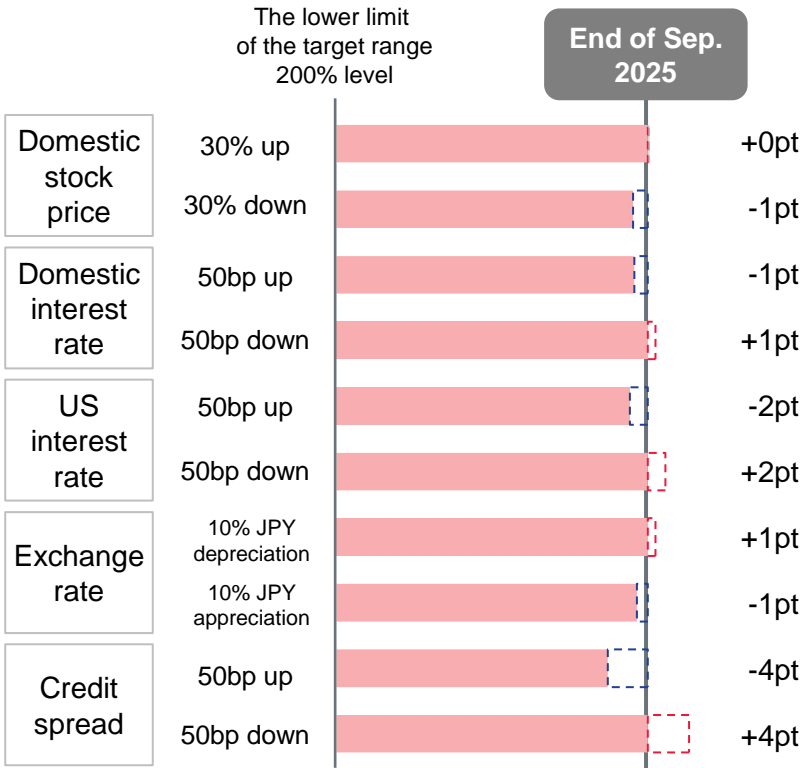 The lower limit
of the target range
200% level
End of Sep.
2025
Domestic
stock
price
30% up
+0pt
30% down
-1pt
Domestic
interest
rate
50bp up
-1pt
50bp down
+1pt
US
interest
rate
50bp up
-2pt
50bp down
+2pt
Exchange
rate
10% JPY
depreciation
+1pt
10% JPY
appreciation
-1pt
Credit
spread
50bp up
-4pt
50bp down
+4pt